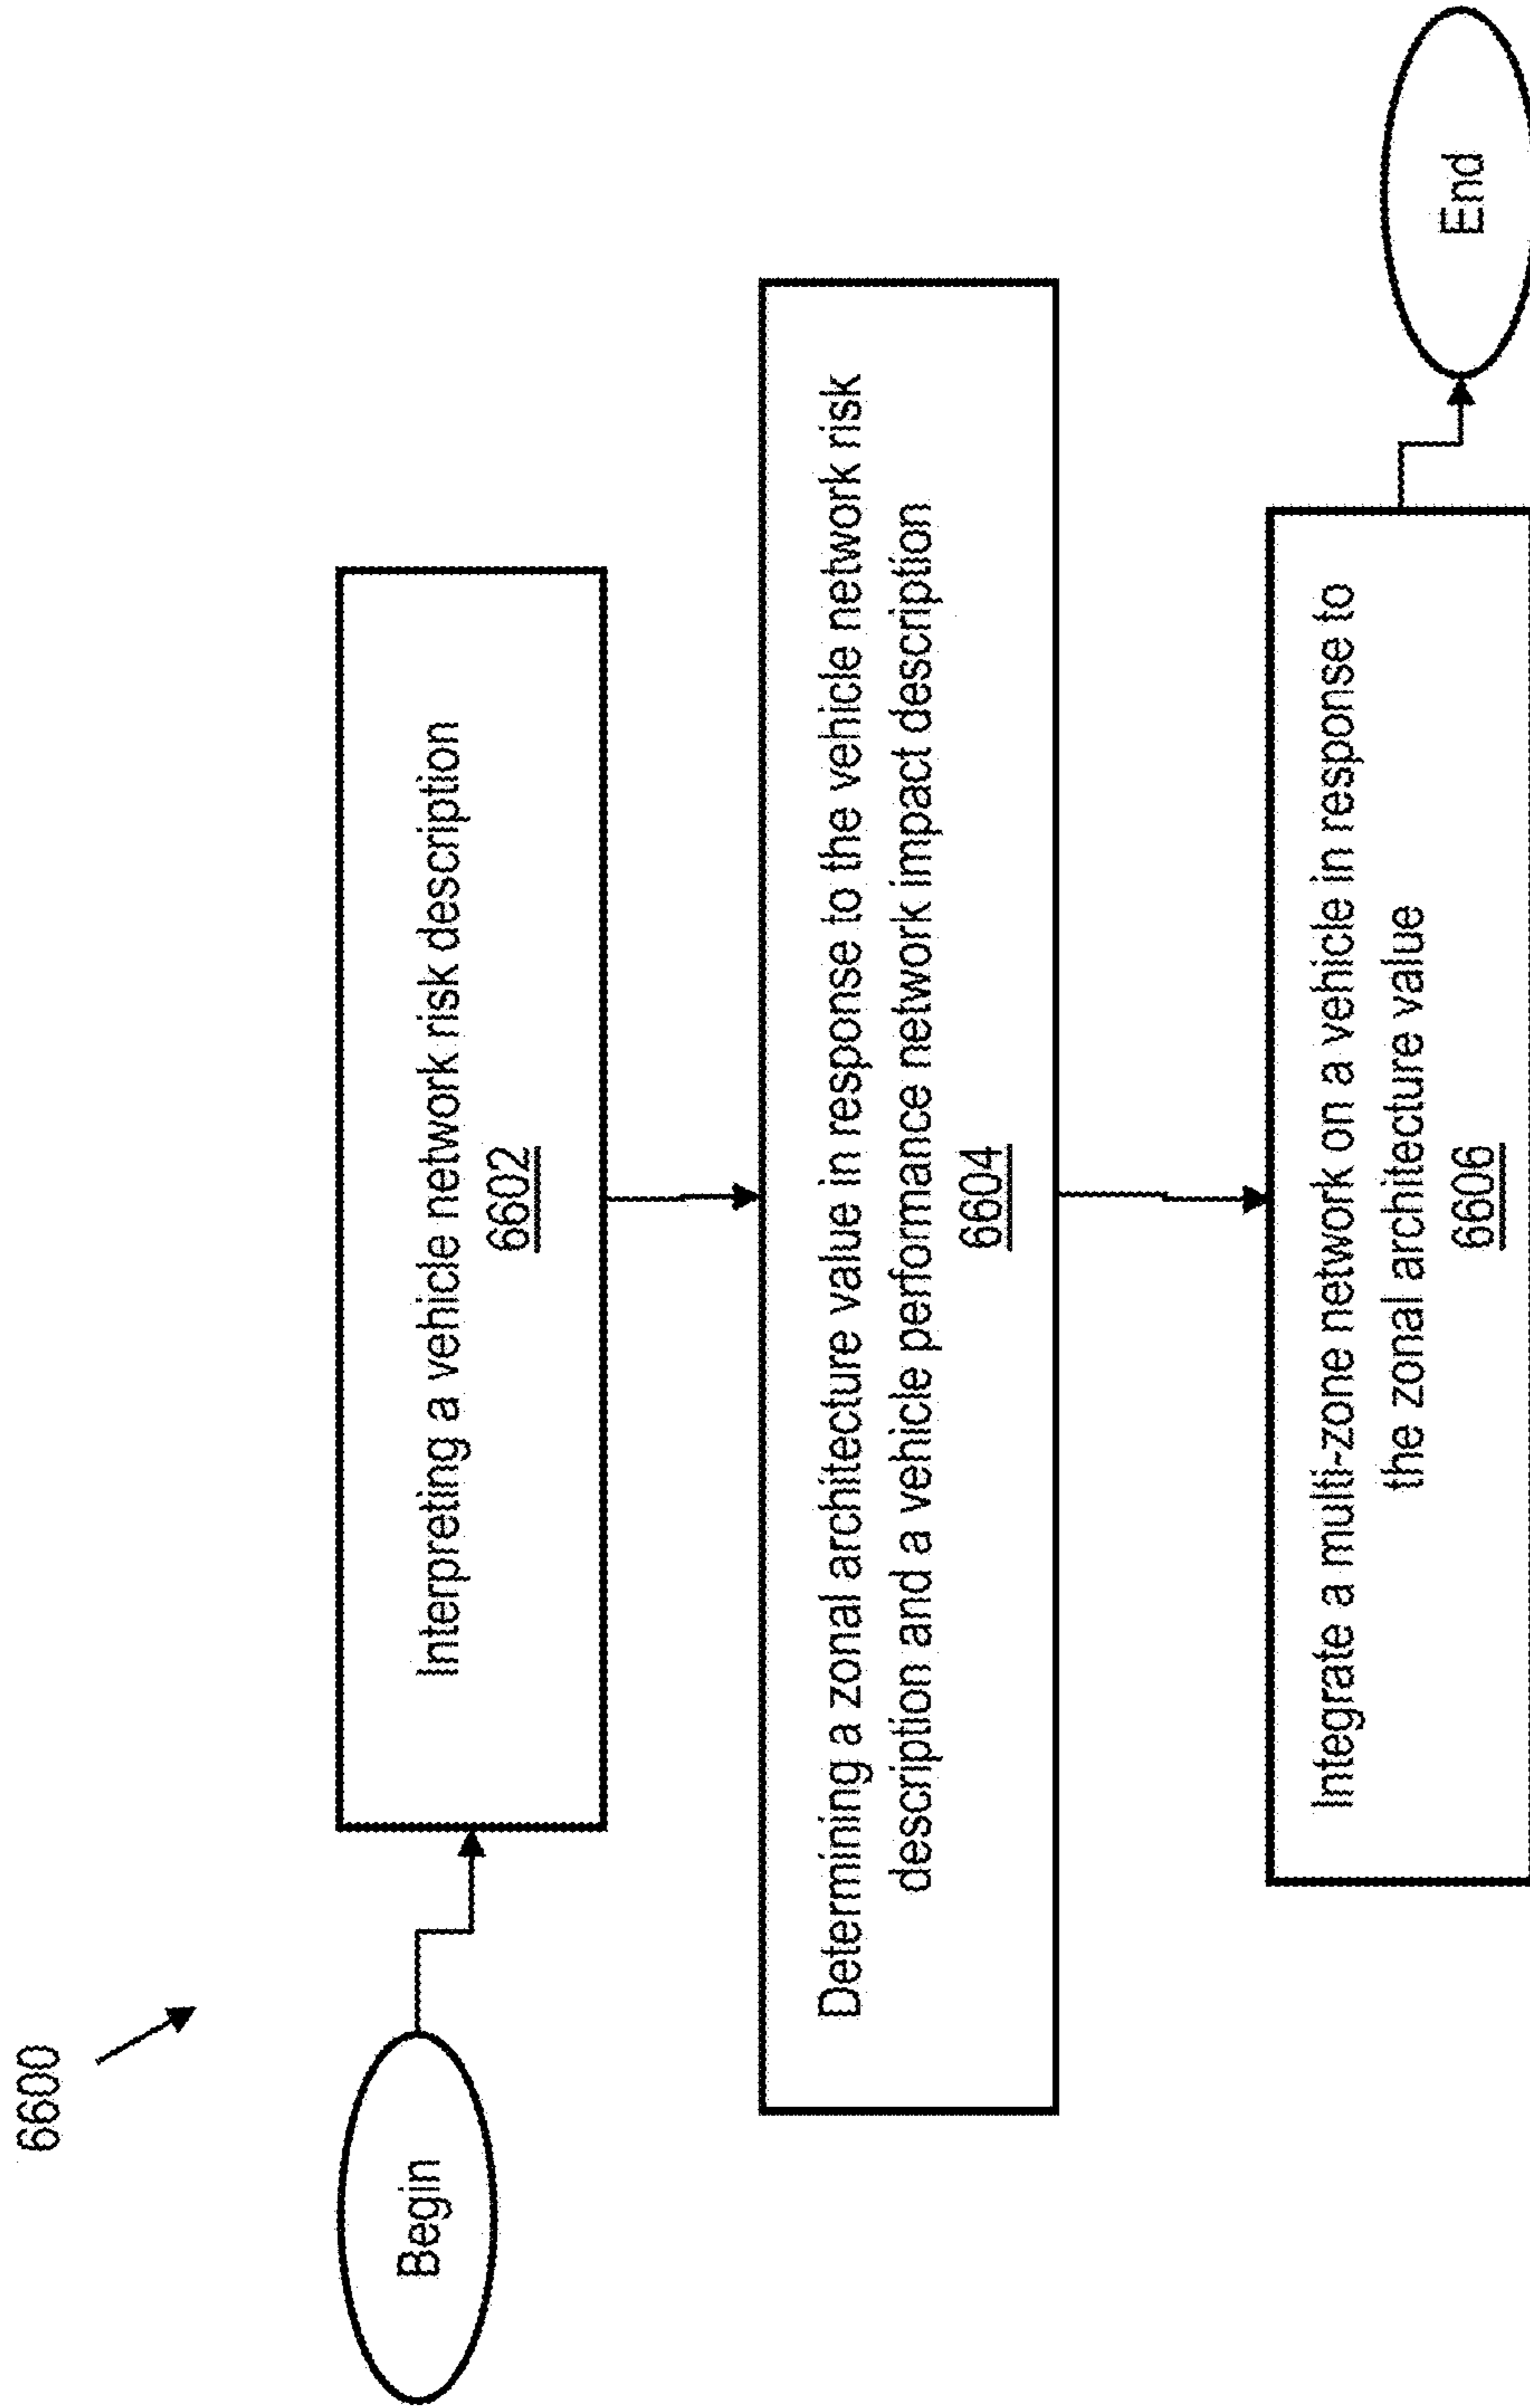 6600
Begin
Interpreting a vehicle network risk description
6602
Determining a zonal architecture value in response to the vehicle network risk
description and a vehicle performance network impact description
6604
Integrate a multi-zone network on a vehicle in response to
the zonal architecture value
6606
End